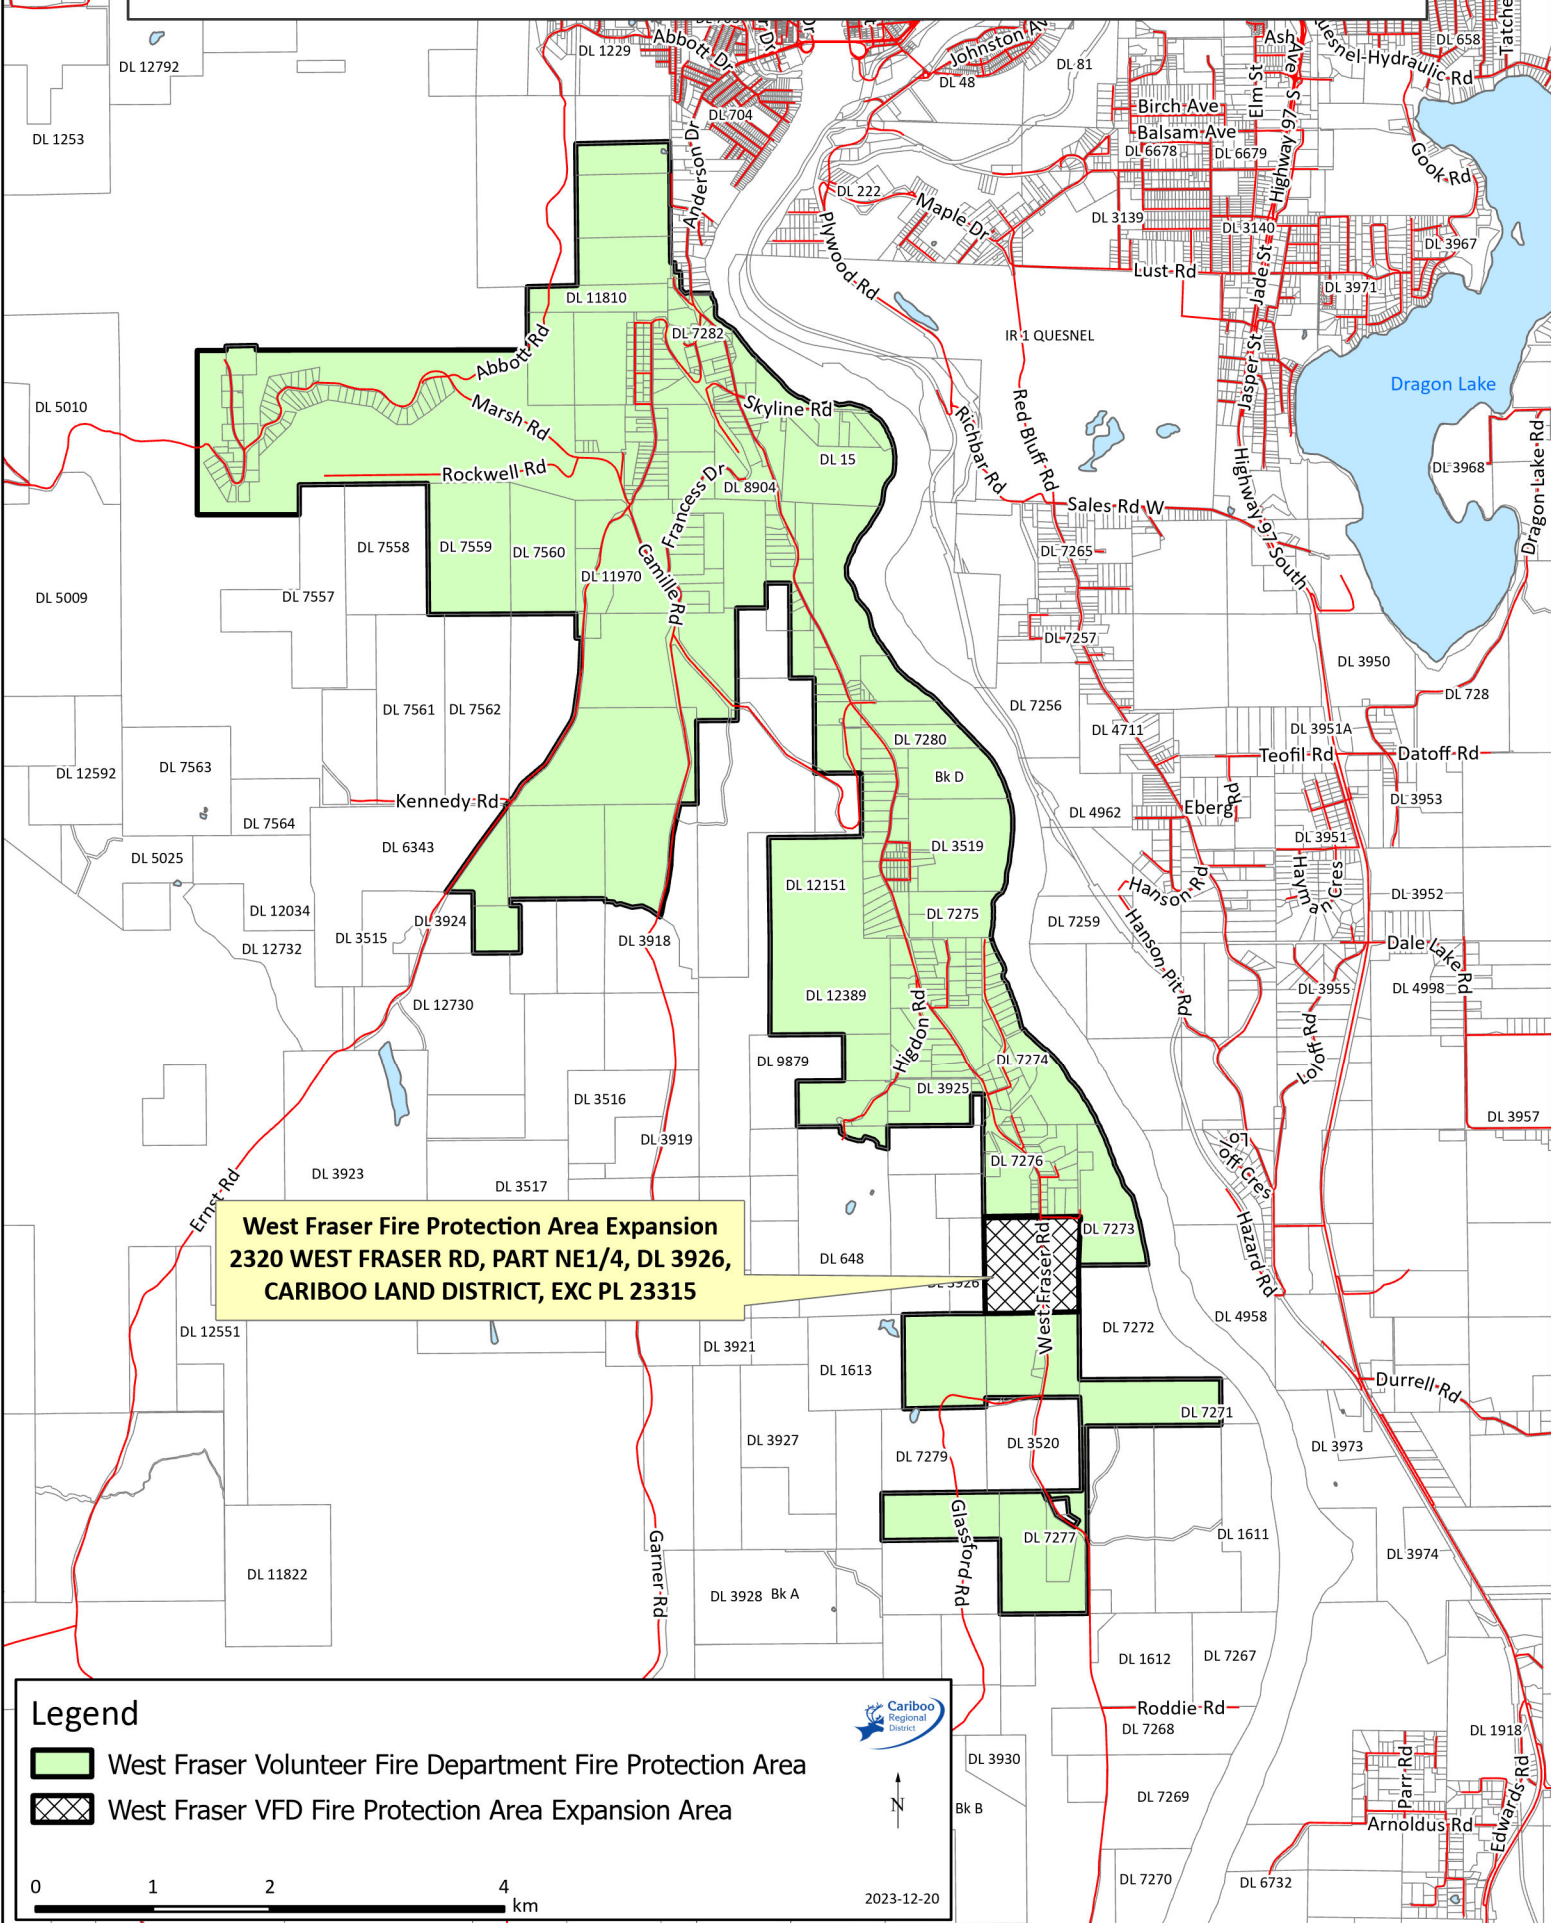 DL 12792
DL 1229
Abbott Dr
Johnston Av
DL 81
DL 48
Ash Ave
Elm St
Quesnel-Hydraulic Rd
DL 658
Tatche
DL 1253
DL 704
Birch Ave
Balsam Ave
DL 6678
DL 6679
Highway 97 S
Gook Rd
Anderson Dr
DL 222
Maple Dr
DL 3139
DL 3140
DL 3967
Plywood Rd
Lust Rd
Jade St
DL 3971
DL 11810
DL 7282
IR 1 QUESNEL
Abbott Rd
Jasper St
Dragon Lake
DL 5010
Marsh Rd
Skyline Rd
Richbar Rd
Red Bluff Rd
DL 15
Rockwell Rd
Francess Dr
DL 8904
Highway 97 South
DL 3968
Dragon Lake Rd
Sales Rd W
DL 7558
DL 7559
DL 7560
DL 7265
DL 11970
Camille Rd
DL 5009
DL 7557
DL 7257
DL 3950
DL 728
DL 7561
DL 7562
DL 7256
DL 4711
DL 3951A
DL 7280
Teofil Rd
Datoff Rd
DL 12592
DL 7563
Bk D
Kennedy Rd
Eberg Rd
DL 3953
DL 4962
DL 7564
DL 6343
DL 3519
DL 3951
DL 5025
DL 12151
Hanson Rd
Hayman Cres
DL 3952
DL 12034
DL 3924
DL 7275
DL 7259
DL 3515
DL 3918
DL 12732
Hanson Pit Rd
Dale Lake Rd
DL 12389
DL 12730
DL 3955
DL 4998
Higdon Rd
Loloff Rd
DL 9879
DL 7274
DL 3925
DL 3516
DL 3957
DL 3919
DL 7276
Loloff Cres
DL 3923
DL 3517
Ernst Rd
West Fraser Fire Protection Area Expansion
2320 WEST FRASER RD, PART NE1/4, DL 3926,
CARIBOO LAND DISTRICT, EXC PL 23315
DL 7273
DL 648
DL 3926
West Fraser Rd
Hazard Rd
DL 4958
DL 12551
DL 7272
DL 3921
DL 1613
Durrell Rd
DL 7271
DL 3927
DL 7279
DL 3520
DL 3973
Garner Rd
Glassford Rd
DL 7277
DL 1611
DL 3974
DL 11822
DL 3928
Bk A
DL 1612
DL 7267
Roddie Rd
DL 7268
DL 1918
DL 3930
Parr Rd
Edwards Rd
DL 7269
Bk B
Arnoldus Rd
DL 7270
DL 6732
Legend
Cariboo
Regional
District
West Fraser Volunteer Fire Department Fire Protection Area
West Fraser VFD Fire Protection Area Expansion Area
N
0 1 2 4
km
2023-12-20